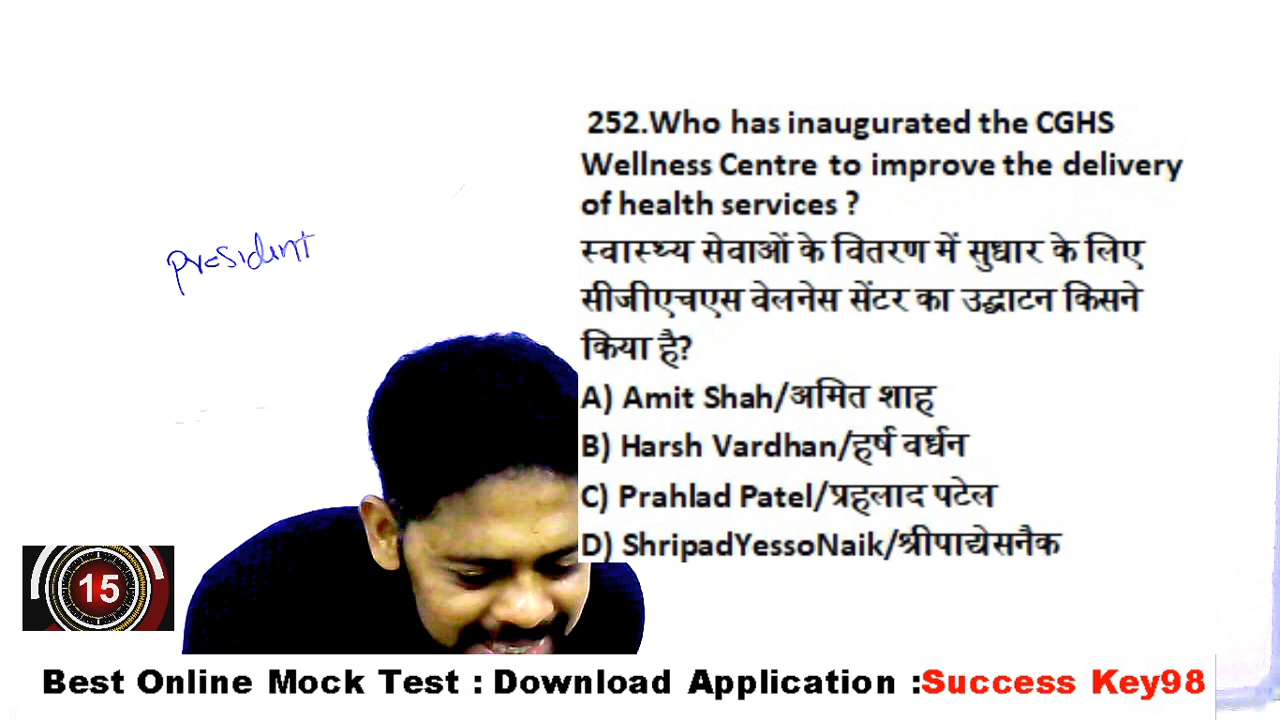 252.Who has inaugurated the CGHS
Wellness Centre to improve the delivery
of health services ?
स्वास्थ्य सेवाओं के वितरण में सुधार के लिए
सीजीएचएस वेलनेस सेंटर का उद्घाटन किसने
किया है?
president
A) Amit Shah/अमित शाह
B) Harsh Vardhan/हर्ष वर्धन
C) Prahlad Patel/प्रहलाद पटेल
D) ShripadYessoNaik/श्रीपाद्येसनैक
15
Best Online Mock Test : Download Application :Success Key98